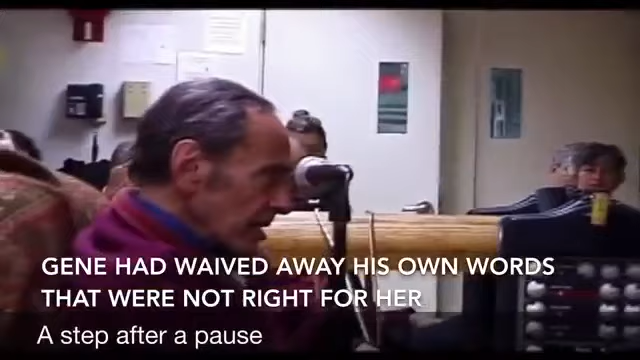 GENE HAD WAIVED AWAY HIS OWN WORDS
THAT WERE NOT RIGHT FOR HER
A step after a pause